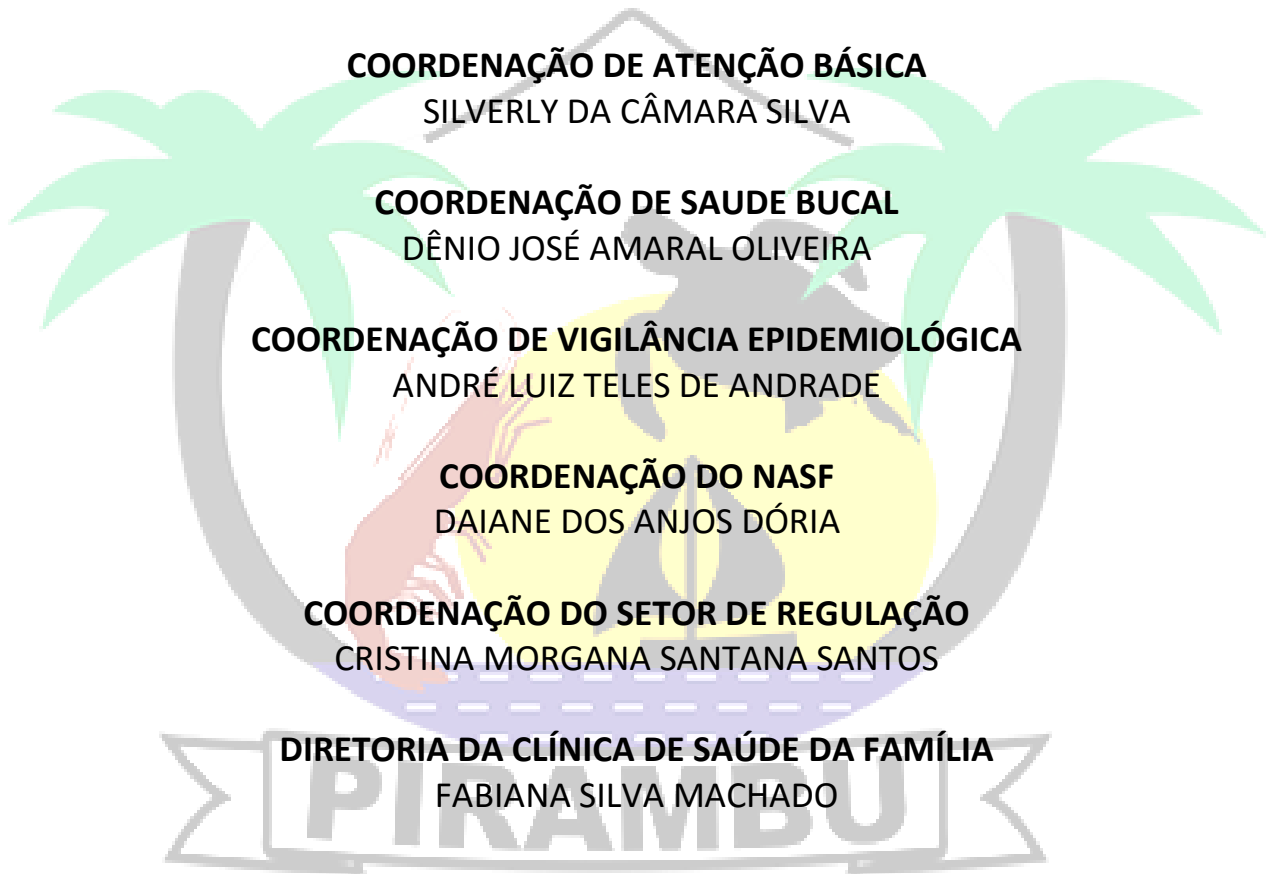 COORDENAÇÃO DE ATENÇÃO BÁSICA
SILVERLY DA CÂMARA SILVA
COORDENAÇÃO DE SAUDE BUCAL
DÊNIO JOSÉ AMARAL OLIVEIRA
COORDENAÇÃO DE VIGILÂNCIA EPIDEMIOLÓGICA
ANDRÉ LUIZ TELES DE ANDRADE
COORDENAÇÃO DO NASF
DAIANE DOS ANJOS DÓRIA
COORDENAÇÃO DO SETOR DE REGULAÇÃO
CRISTINA MORGANA SANTANA SANTOS
DIRETORIA DA CLÍNICA DE SAÚDE DA FAMÍLIA
FABIANA SILVA MACHADO
PIRAMBU